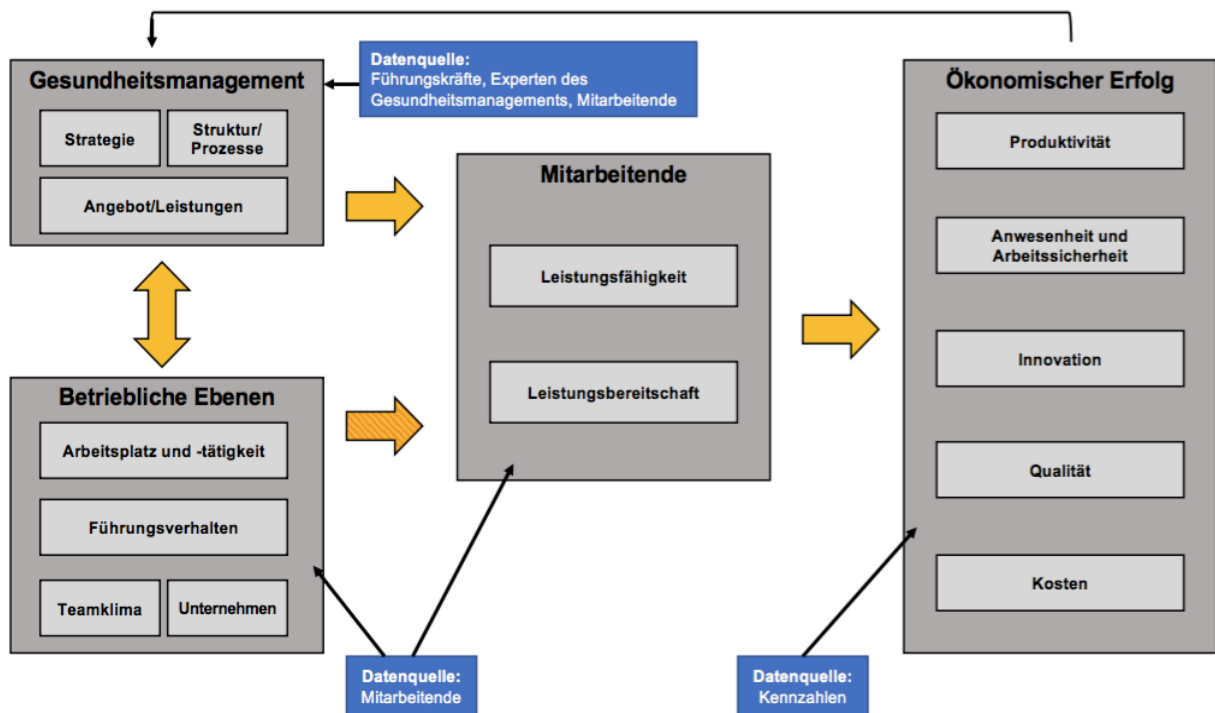 Gesundheitsmanagement
Strategie
Struktur/
Prozesse
Angebot/Leistungen
Datenquelle:
Führungskräfte, Experten des
Gesundheitsmanagements, Mitarbeitende
Betriebliche Ebenen
Arbeitsplatz und -tätigkeit
Führungsverhalten
Teamklima
Unternehmen
Mitarbeitende
Leistungsfähigkeit
Leistungsbereitschaft
Datenquelle:
Mitarbeitende
Ökonomischer Erfolg
Produktivität
Anwesenheit und
Arbeitssicherheit
Innovation
Qualität
Kosten
Datenquelle:
Kennzahlen